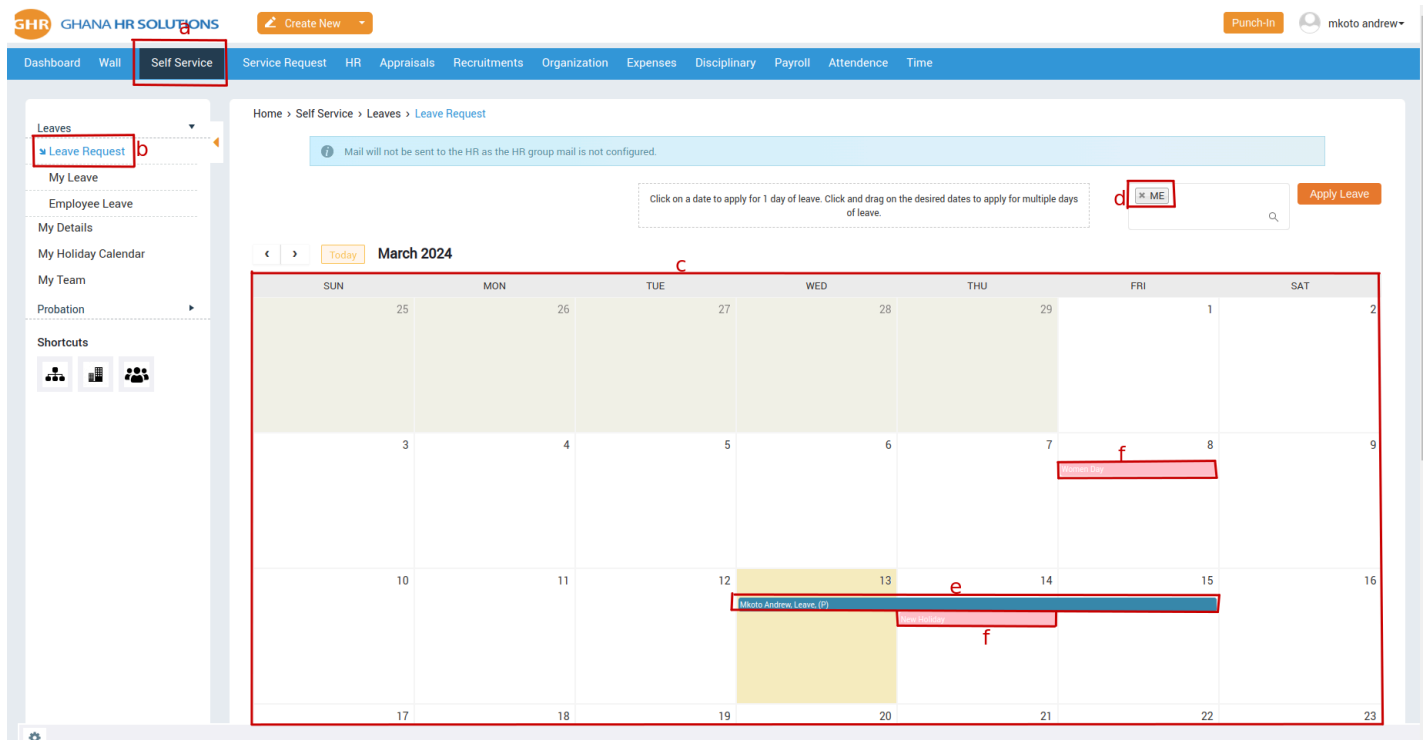 GHR GHANA HR SOLUTIONS Create New Punch-In mkoto andrew
a
Dashboard Wall Self Service Service Request HR Appraisals Recruitments Organization Expenses Disciplinary Payroll Attendence Time
Home › Self Service › Leaves › Leave Request
Leaves
Leave Request b
My Leave
Employee Leave
My Details
My Holiday Calendar
My Team
Probation
Shortcuts
Mail will not be sent to the HR as the HR group mail is not configured.
Click on a date to apply for 1 day of leave. Click and drag on the desired dates to apply for multiple days
of leave.
d × ME
Apply Leave
‹ › Today March 2024
c
SUN MON TUE WED THU FRI SAT
25 26 27 28 29 1 2
3 4 5 6 7 8 9
f
Women Day
10 11 12 13 14 15 16
e
Mkoto Andrew, Leave, (P)
New Holiday
f
17 18 19 20 21 22 23